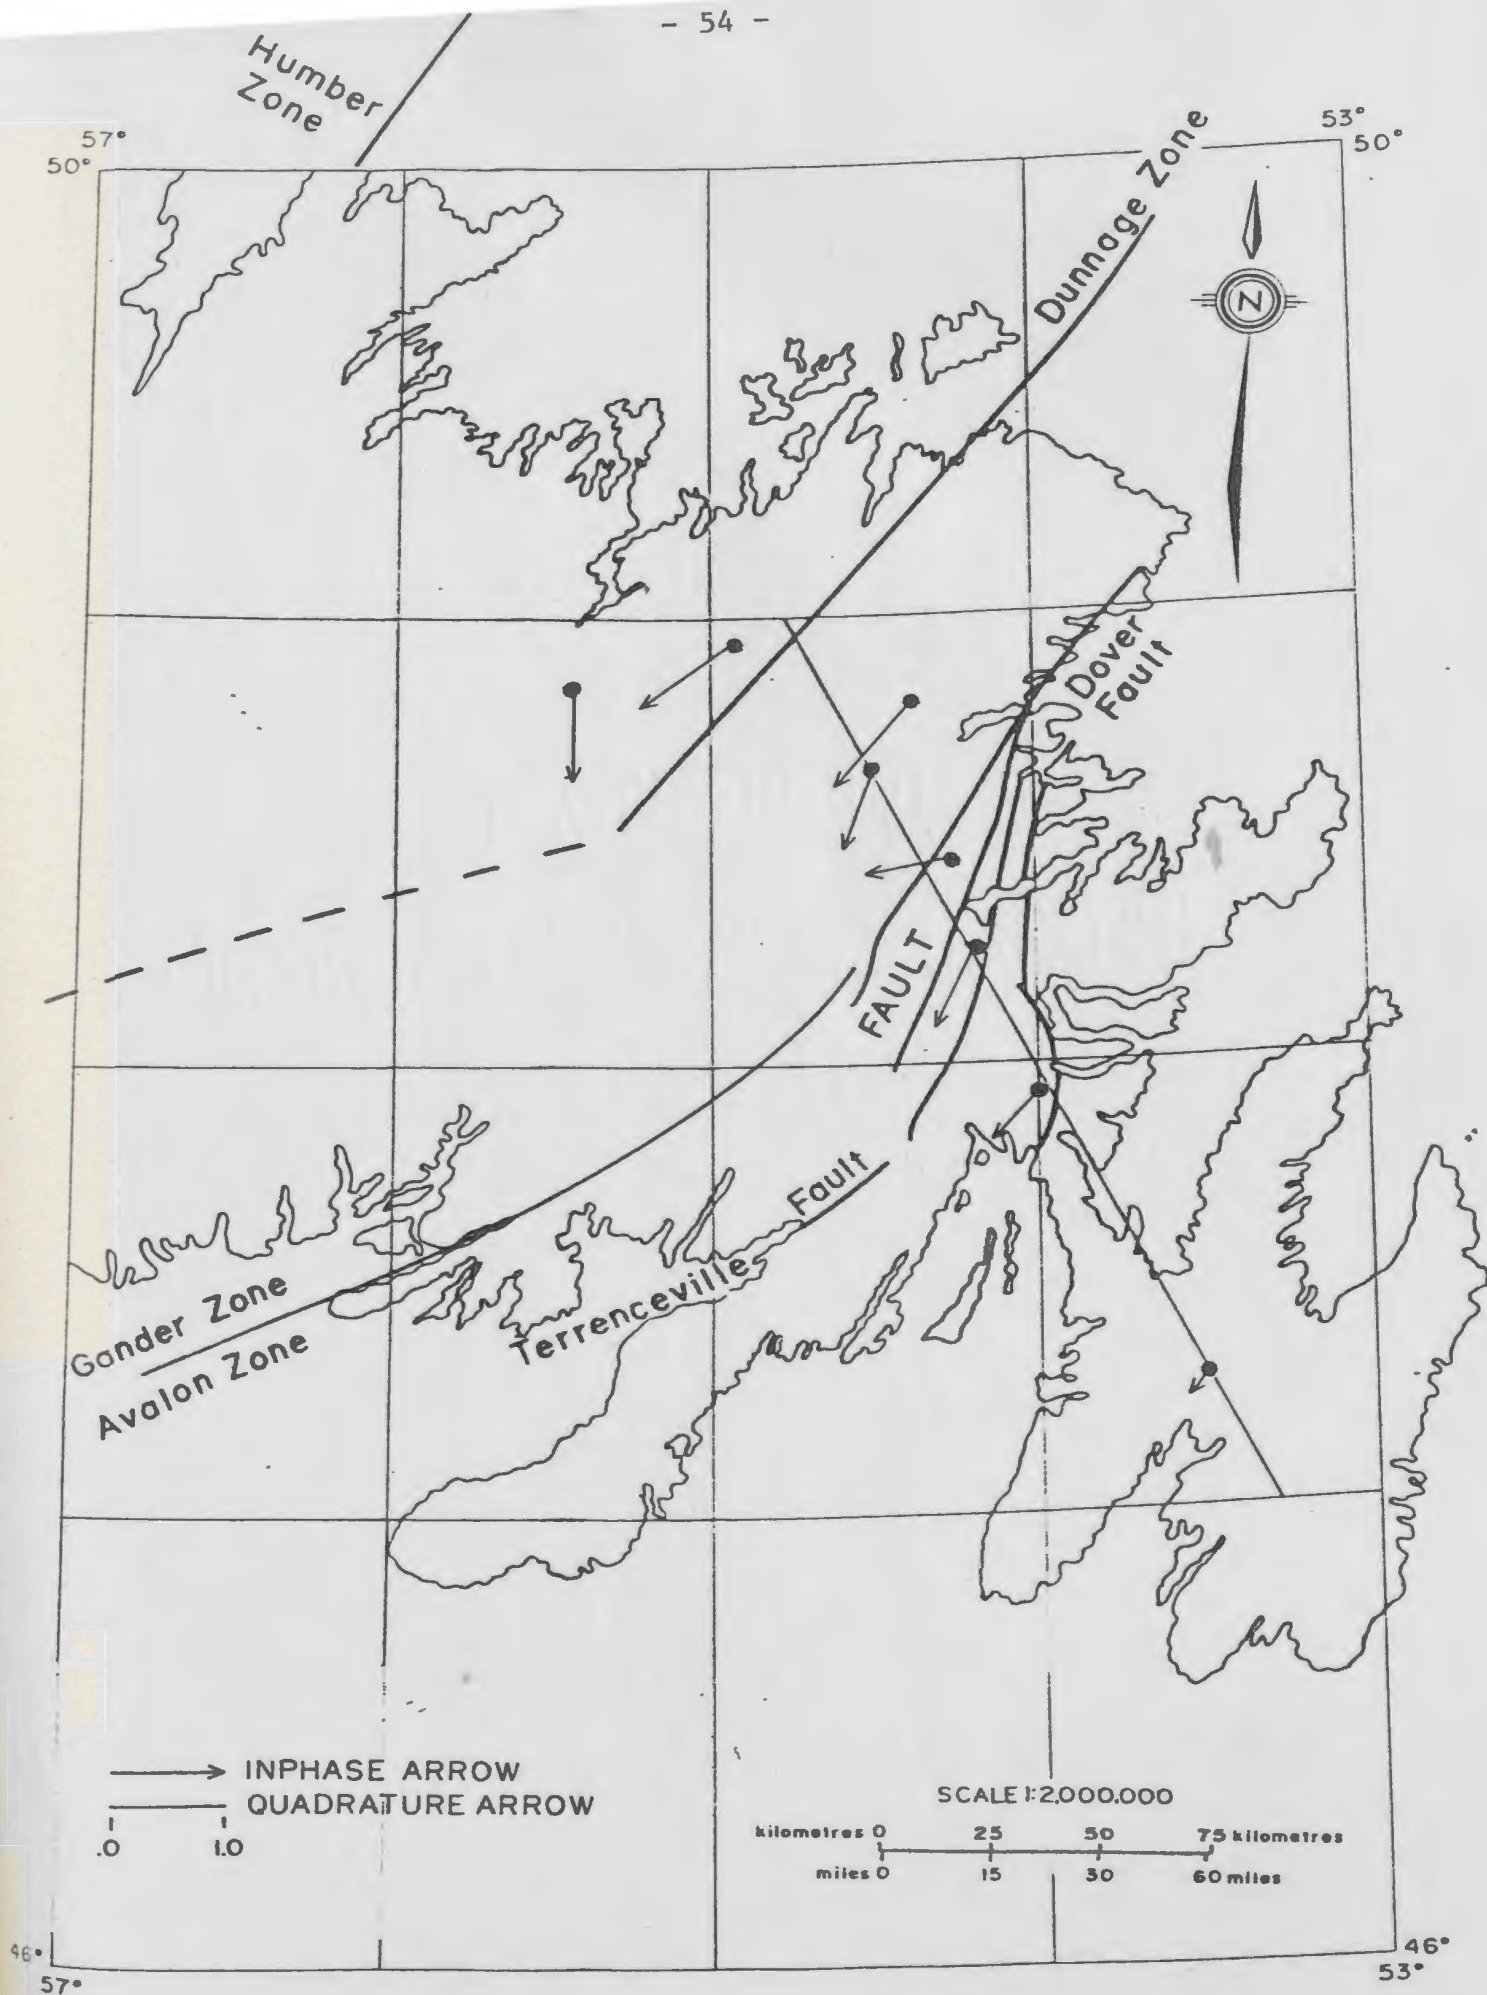 - 54 -
Humber
Zone
57°
50°
53°
50°
Dunnage Zone
N
Dover
Fault
FAULT
Fault
Terrenceville
Gander Zone
Avalon Zone
INPHASE ARROW
QUADRATURE ARROW
.0 1.0
SCALE 1:2,000,000
kilometres 0 25 50 75 kilometres
miles 0 15 30 60 miles
46°
57°
46°
53°